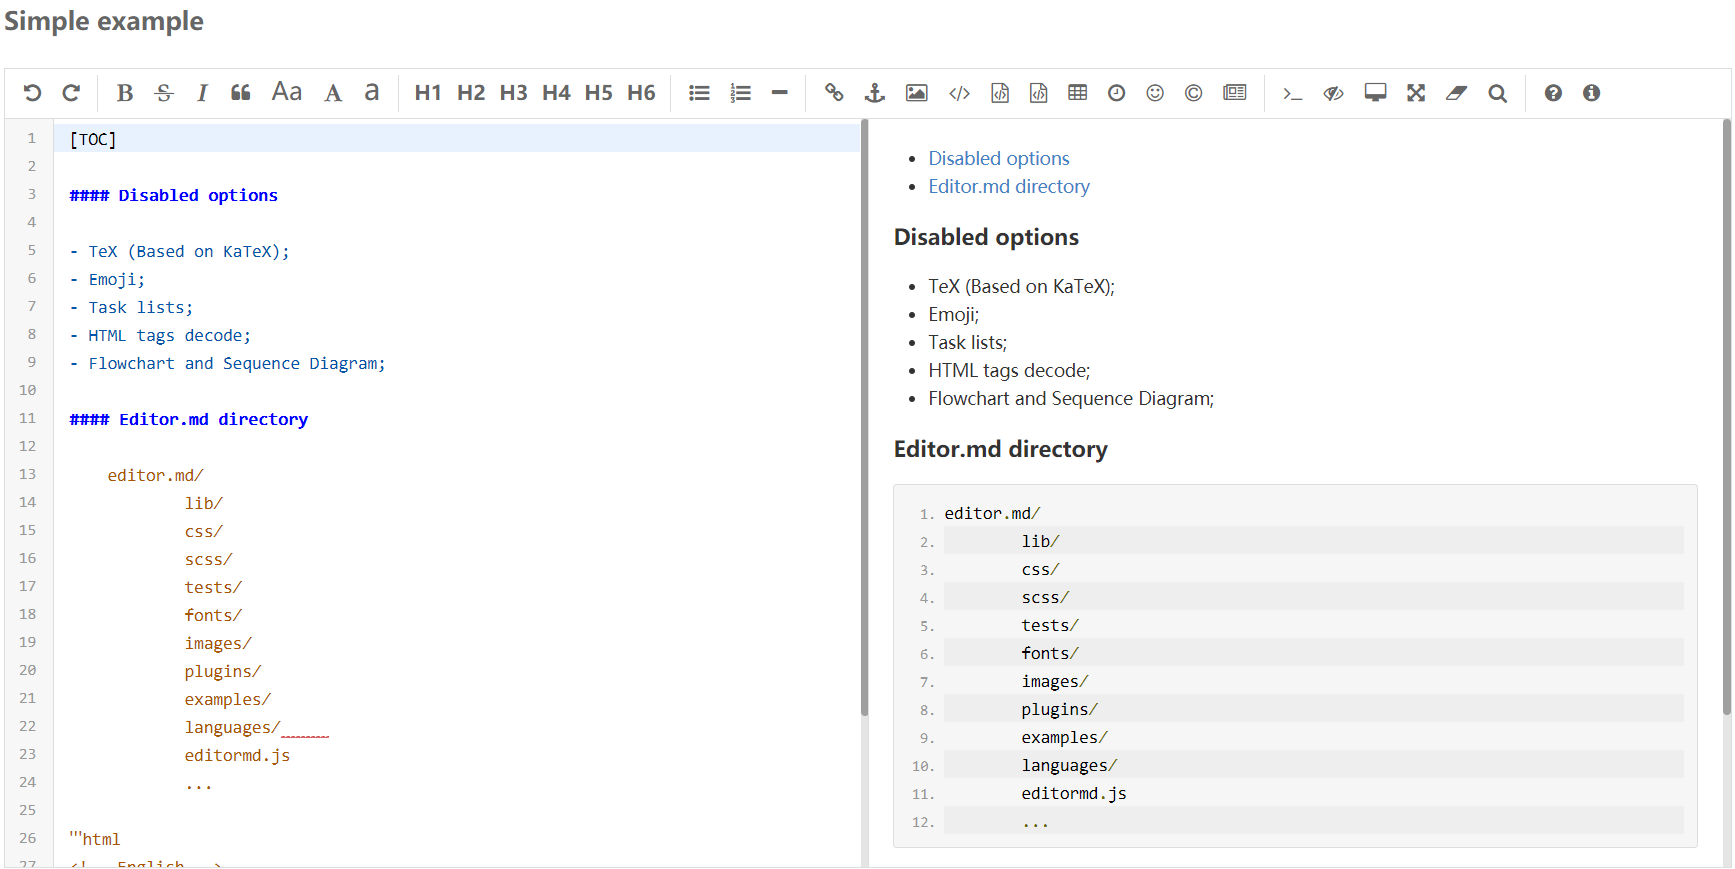 Simple example
B S I Aa A a H1 H2 H3 H4 H5 H6
1 [TOC]
2
3 #### Disabled options
4
5 - TeX (Based on KaTeX);
6 - Emoji;
7 - Task lists;
8 - HTML tags decode;
9 - Flowchart and Sequence Diagram;
10
11 #### Editor.md directory
12
13 editor.md/
14 lib/
15 css/
16 scss/
17 tests/
18 fonts/
19 images/
20 plugins/
21 examples/
22 languages/
23 editormd.js
24 ...
25
26 ```html
27 <!-- English -->
• Disabled options
• Editor.md directory
Disabled options
• TeX (Based on KaTeX);
• Emoji;
• Task lists;
• HTML tags decode;
• Flowchart and Sequence Diagram;
Editor.md directory
1. editor.md/
2. lib/
3. css/
4. scss/
5. tests/
6. fonts/
7. images/
8. plugins/
9. examples/
10. languages/
11. editormd.js
12. ...